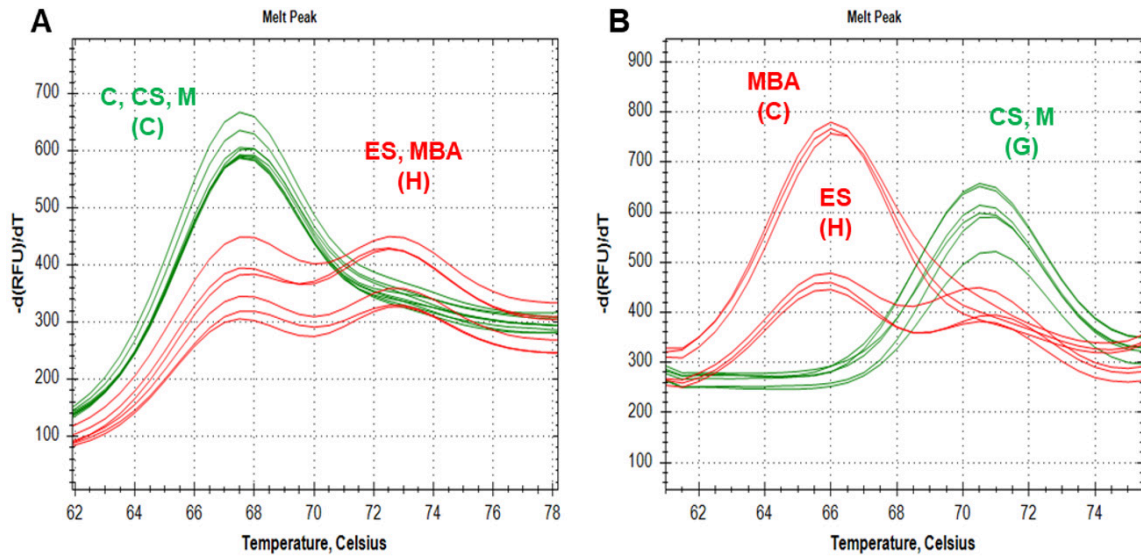 A
Melt Peak
-d(RFU)/dT
700
600
500
400
300
200
100
C, CS, M
(C)
ES, MBA
(H)
62 64 66 68 70 72 74 76 78
Temperature, Celsius
B
Melt Peak
-d(RFU)/dT
900
800
700
600
500
400
300
200
100
MBA
(C)
ES
(H)
CS, M
(G)
62 64 66 68 70 72 74
Temperature, Celsius